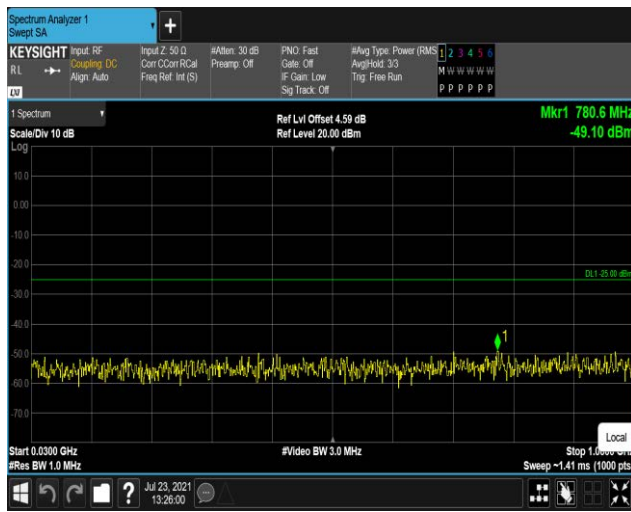 Spectrum Analyzer 1
Swept SA
+
KEYSIGHT
RL
LXI
Input: RF
Coupling: DC
Align: Auto
Input Z: 50 Ω
Corr CCorr RCal
Freq Ref: Int (S)
#Atten: 30 dB
Preamp: Off
PNO: Fast
Gate: Off
IF Gain: Low
Sig Track: Off
#Avg Type: Power (RMS
Avg|Hold: 3/3
Trig: Free Run
1 2 3 4 5 6
M W W W W W
P P P P P P
1 Spectrum
Scale/Div 10 dB
Log
Ref Lvl Offset 4.59 dB
Ref Level 20.00 dBm
Mkr1 780.6 MHz
-49.10 dBm
10.0
0.00
-10.0
-20.0
DL1 -25.00 dBm
-30.0
-40.0
1
-50.0
-60.0
-70.0
Local
Start 0.0300 GHz
#Res BW 1.0 MHz
#Video BW 3.0 MHz
Stop 1.0000 GHz
Sweep ~1.41 ms (1000 pts
?
Jul 23, 2021
13:26:00